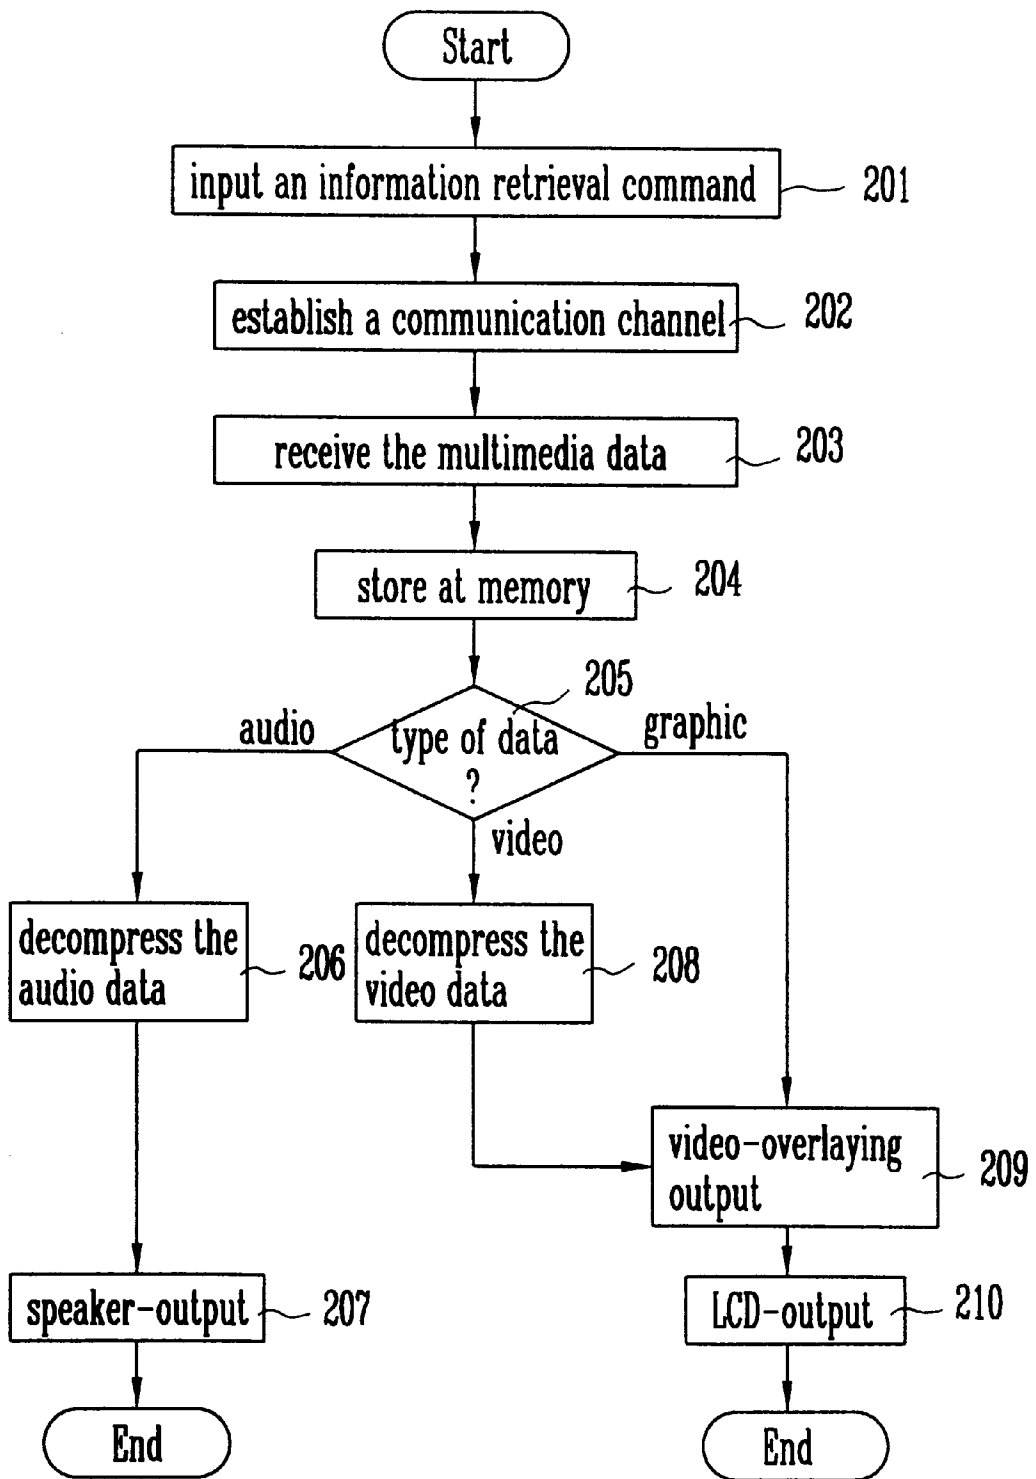 Start
input an information retrieval command
201
establish a communication channel
202
receive the multimedia data
203
store at memory
204
205
audio
type of data
?
graphic
video
decompress the
audio data
206
decompress the
video data
208
video-overlaying
output
209
speaker-output
207
LCD-output
210
End
End